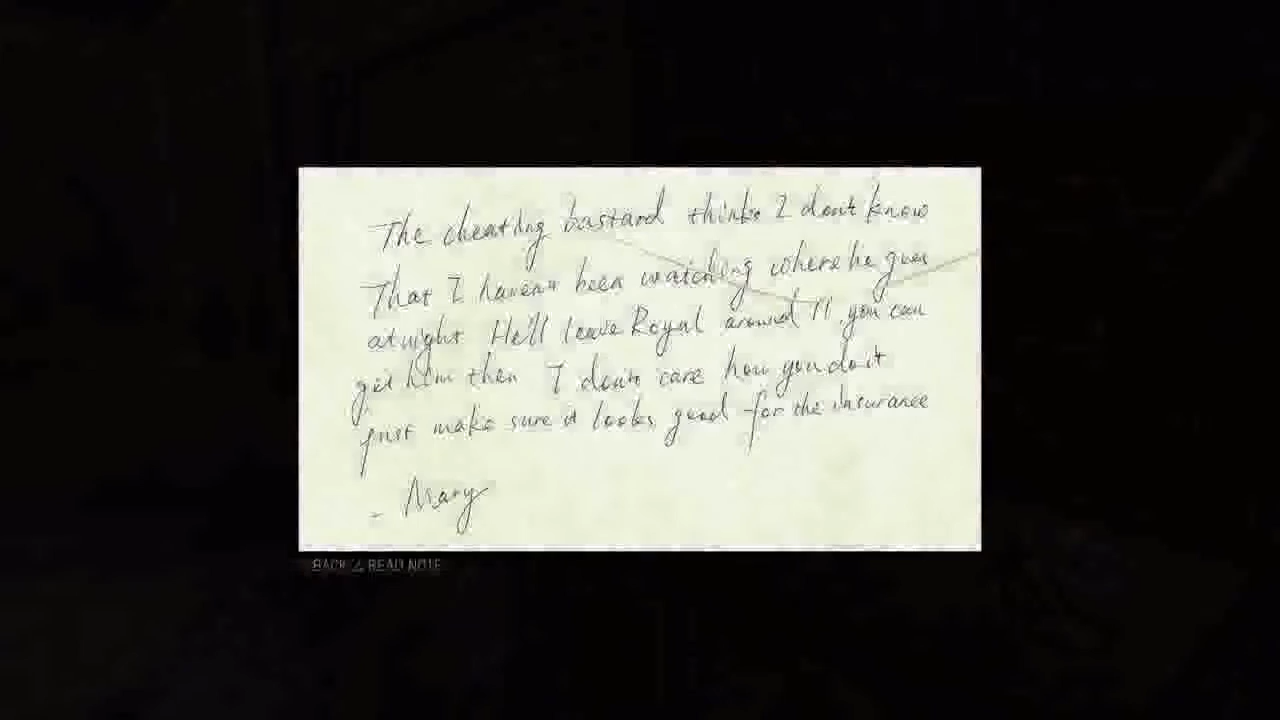 The cheating bastard thinks I don't know
That I haven't been watching where he goes
at night He'll leave Royal around 11, you can
get him then I don't care how you do it
just make sure it looks good for the insurance
- Mary
BACK READ NOTE